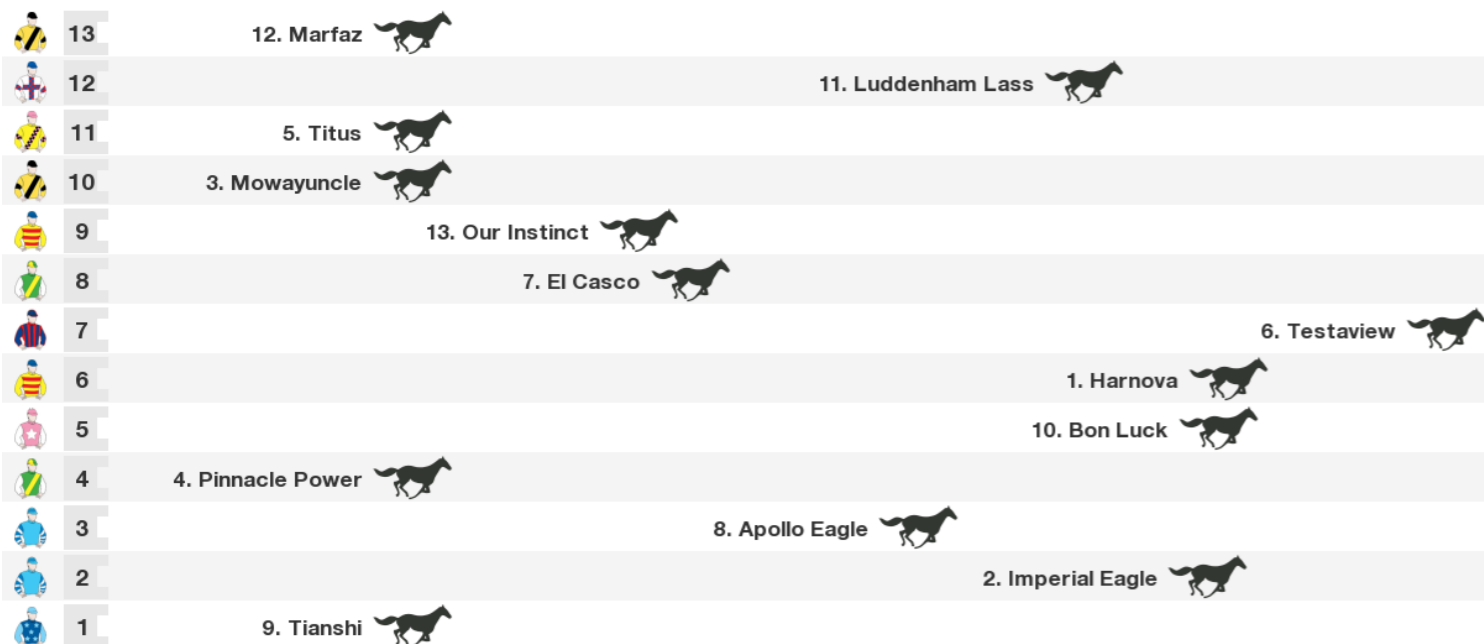 13 12. Marfaz
12 11. Luddenham Lass
11 5. Titus
10 3. Mowayuncle
9 13. Our Instinct
8 7. El Casco
7 6. Testaview
6 1. Harnova
5 10. Bon Luck
4 4. Pinnacle Power
3 8. Apollo Eagle
2 2. Imperial Eagle
1 9. Tianshi